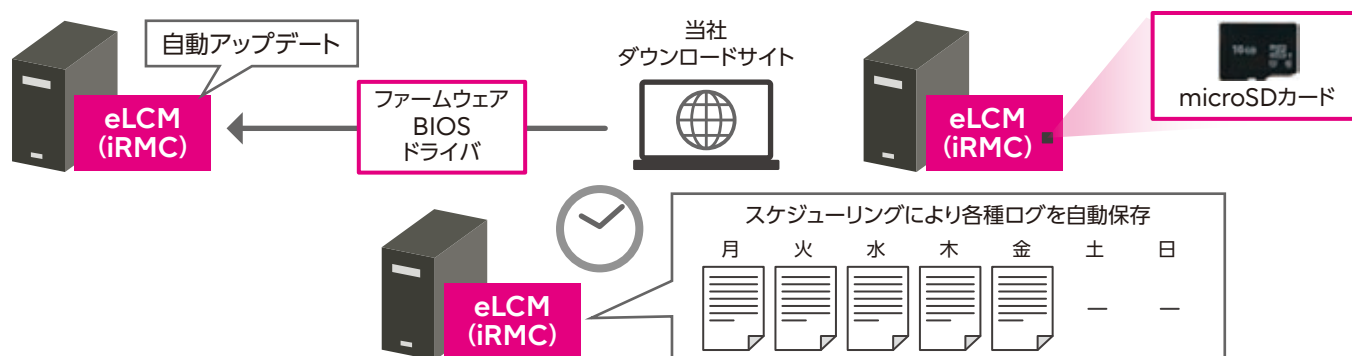 自動アップデート
eLCM
(iRMC)
ファームウェア
BIOS
ドライバ
当社
ダウンロードサイト
eLCM
(iRMC)
16GB
microSDカード
eLCM
(iRMC)
スケジューリングにより各種ログを自動保存
月 火 水 木 金 土 日
― ―